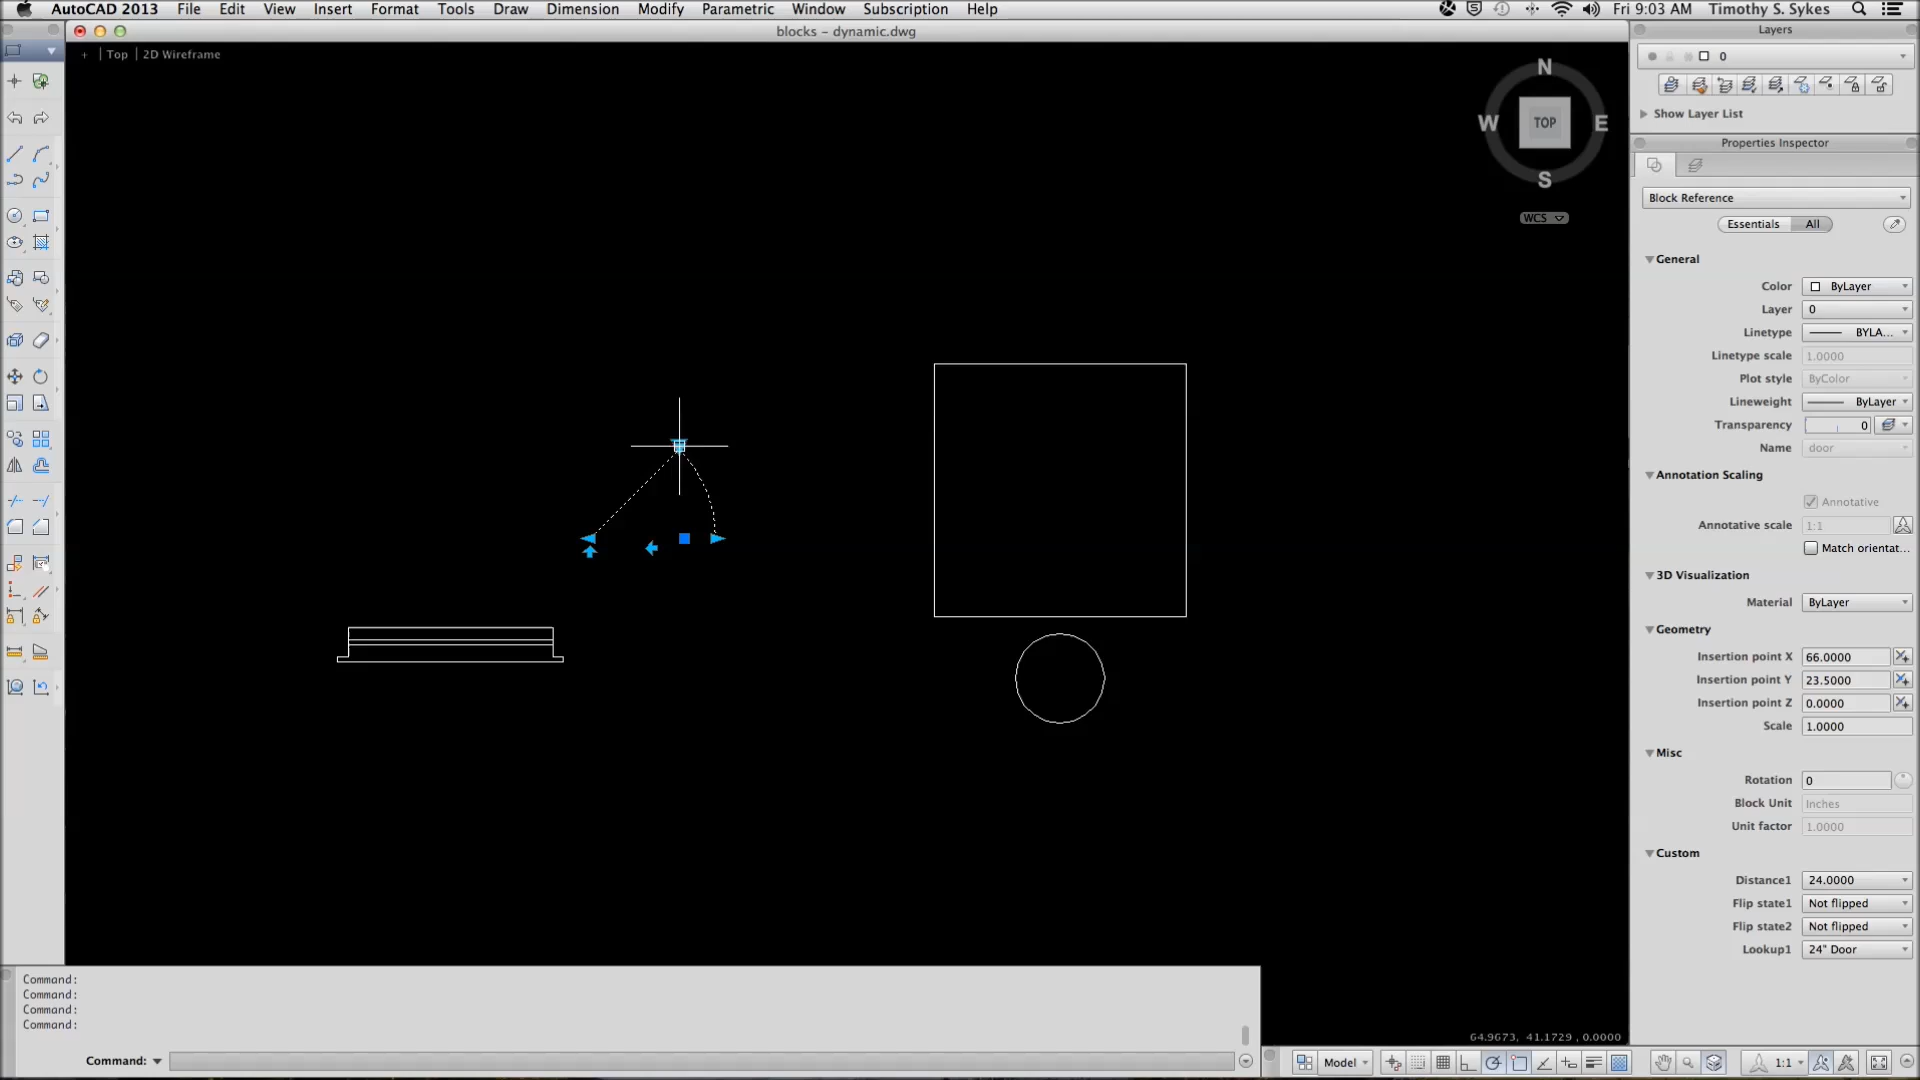 AutoCAD 2013 File Edit View Insert Format Tools Draw Dimension Modify Parametric Window Subscription Help Fri 9:03 AM Timothy S. Sykes
blocks - dynamic.dwg
+ | Top | 2D Wireframe
N
W TOP E
S
WCS
Layers
0
Show Layer List
Properties Inspector
Block Reference
Essentials All
General
Color ByLayer
Layer 0
Linetype BYLA...
Linetype scale 1.0000
Plot style ByColor
Lineweight ByLayer
Transparency 0
Name door
Annotation Scaling
Annotative
Annotative scale 1:1
Match orientat...
3D Visualization
Material ByLayer
Geometry
Insertion point X 66.0000
Insertion point Y 23.5000
Insertion point Z 0.0000
Scale 1.0000
Misc
Rotation 0
Block Unit Inches
Unit factor 1.0000
Custom
Distance1 24.0000
Flip state1 Not flipped
Flip state2 Not flipped
Lookup1 24" Door
Command:
Command:
Command:
Command:
Command:
64.9673, 41.1729, 0.0000
Model 1:1